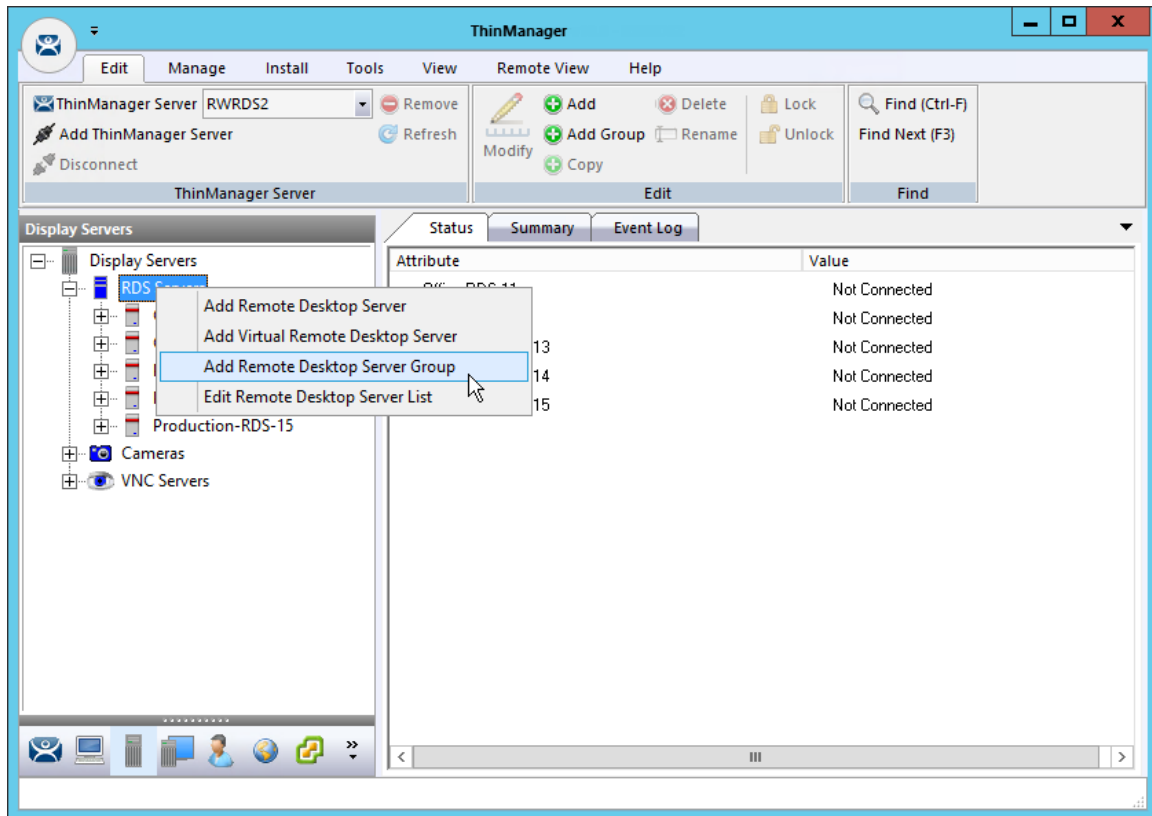 ThinManager
Edit Manage Install Tools View Remote View Help
ThinManager Server RWRDS2 Remove Add Delete Lock Find (Ctrl-F)
Add ThinManager Server Refresh Modify Add Group Rename Unlock Find Next (F3)
Disconnect Copy
ThinManager Server Edit Find
Display Servers Status Summary Event Log
Display Servers Attribute Value
RDS Servers Not Connected
Add Remote Desktop Server
Not Connected
Add Virtual Remote Desktop Server
13 Not Connected
Add Remote Desktop Server Group
14 Not Connected
Edit Remote Desktop Server List
15 Not Connected
Production-RDS-15
Cameras
VNC Servers